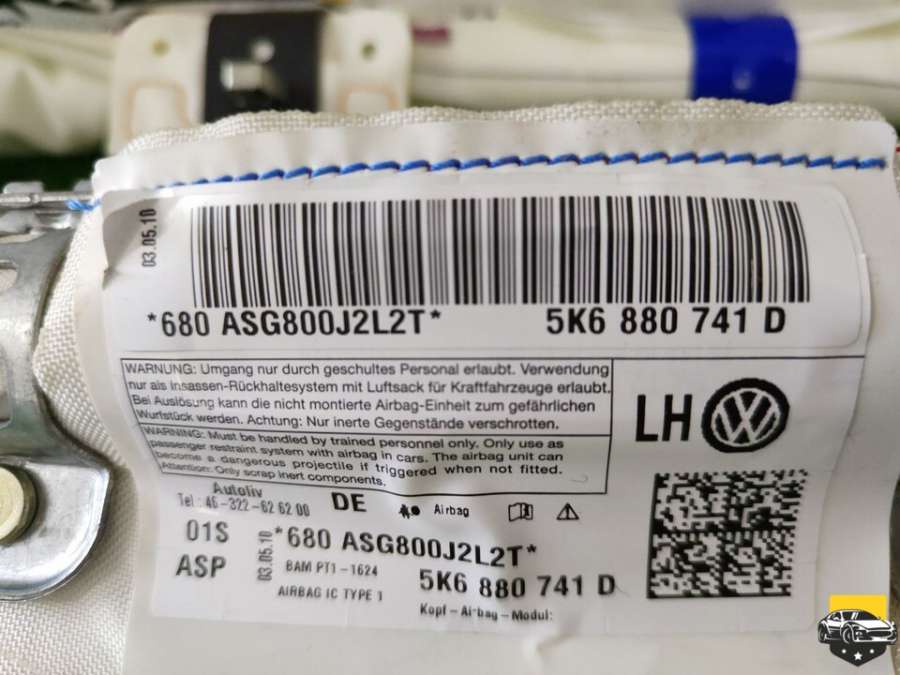 03.05.10
*680 ASG800J2L2T* 5K6 880 741 D
WARNUNG: Umgang nur durch geschultes Personal erlaubt. Verwendung
nur als Insassen-Rückhaltesystem mit Luftsack für Kraftfahrzeuge erlaubt.
Bei Auslösung kann die nicht montierte Airbag-Einheit zum gefährlichen
Wurfstück werden. Achtung: Nur inerte Gegenstände verschrotten.
WARNING: Must be handled by trained personnel only. Only use as
passenger restraint system with airbag in cars. The airbag unit can
become a dangerous projectile if triggered when not fitted.
Attention: Only scrap inert components.
LH
Autoliv
Tel.: 46-322-62 62 00
DE
Airbag
01S
ASP
03.05.10
*680 ASG800J2L2T*
BAM PT1-1624
5K6 880 741 D
AIRBAG IC TYPE 1
Kopf-Airbag-Modul: